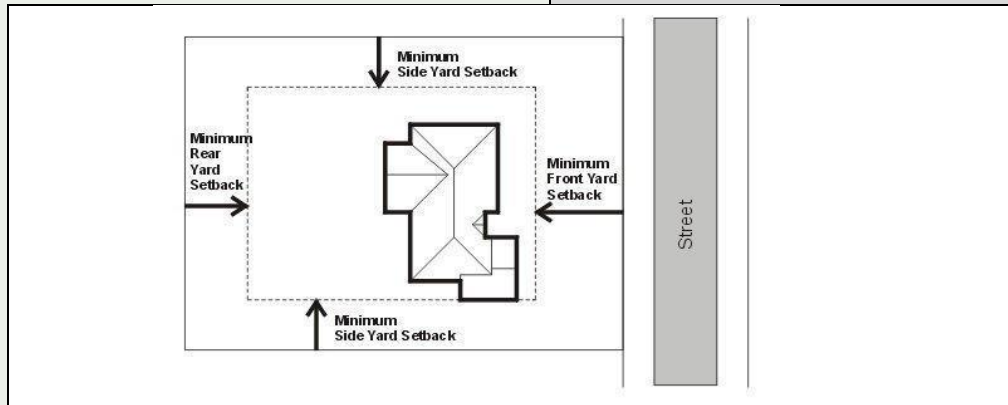 Minimum
Side Yard Setback
Minimum
Rear
Yard
Setback
Minimum
Front Yard
Setback
Street
Minimum
Side Yard Setback